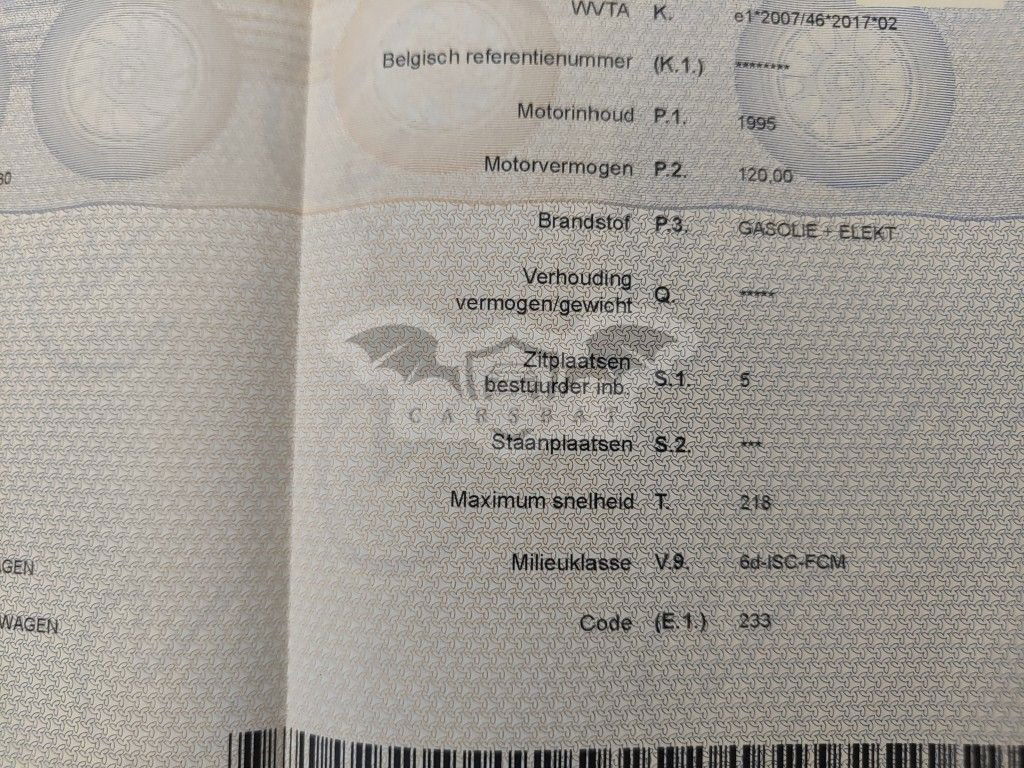 WVTA K. e1*2007/46*2017*02
Belgisch referentienummer (K.1.) ********
Motorinhoud P.1. 1995
Motorvermogen P.2. 120,00
Brandstof P.3. GASOLIE + ELEKT
Verhouding
vermogen/gewicht Q. *****
Zitplaatsen
bestuurder inb. S.1. 5
CARSBAT
Staanplaatsen S.2. ***
Maximum snelheid T. 218
Milieuklasse V.9. 6d-ISC-FCM
AGEN
WAGEN
Code (E.1.) 233